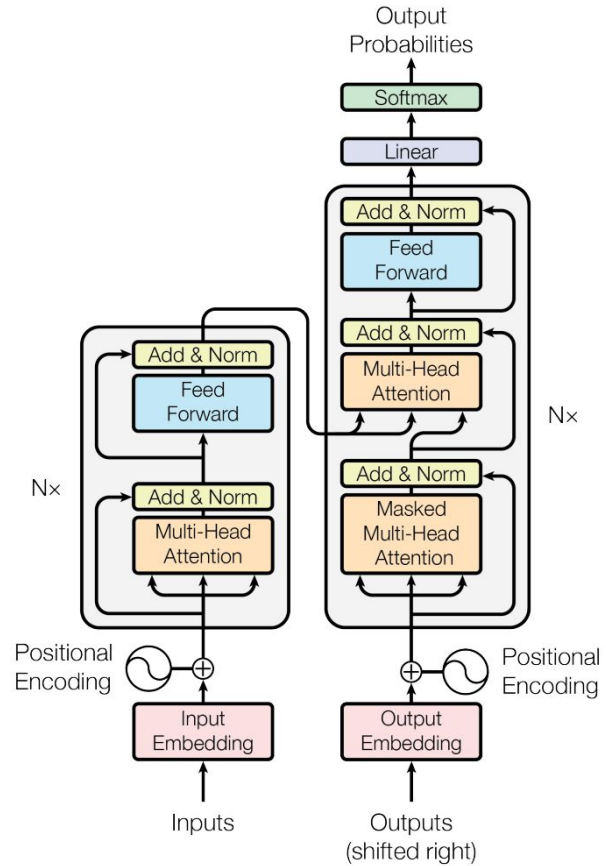 Output
Probabilities
Softmax
Linear
Add & Norm
Feed
Forward
Add & Norm
Multi-Head
Attention
Add & Norm
Masked
Multi-Head
Attention
Nx
Add & Norm
Feed
Forward
Add & Norm
Multi-Head
Attention
Nx
Positional
Encoding
Positional
Encoding
Input
Embedding
Output
Embedding
Inputs
Outputs
(shifted right)